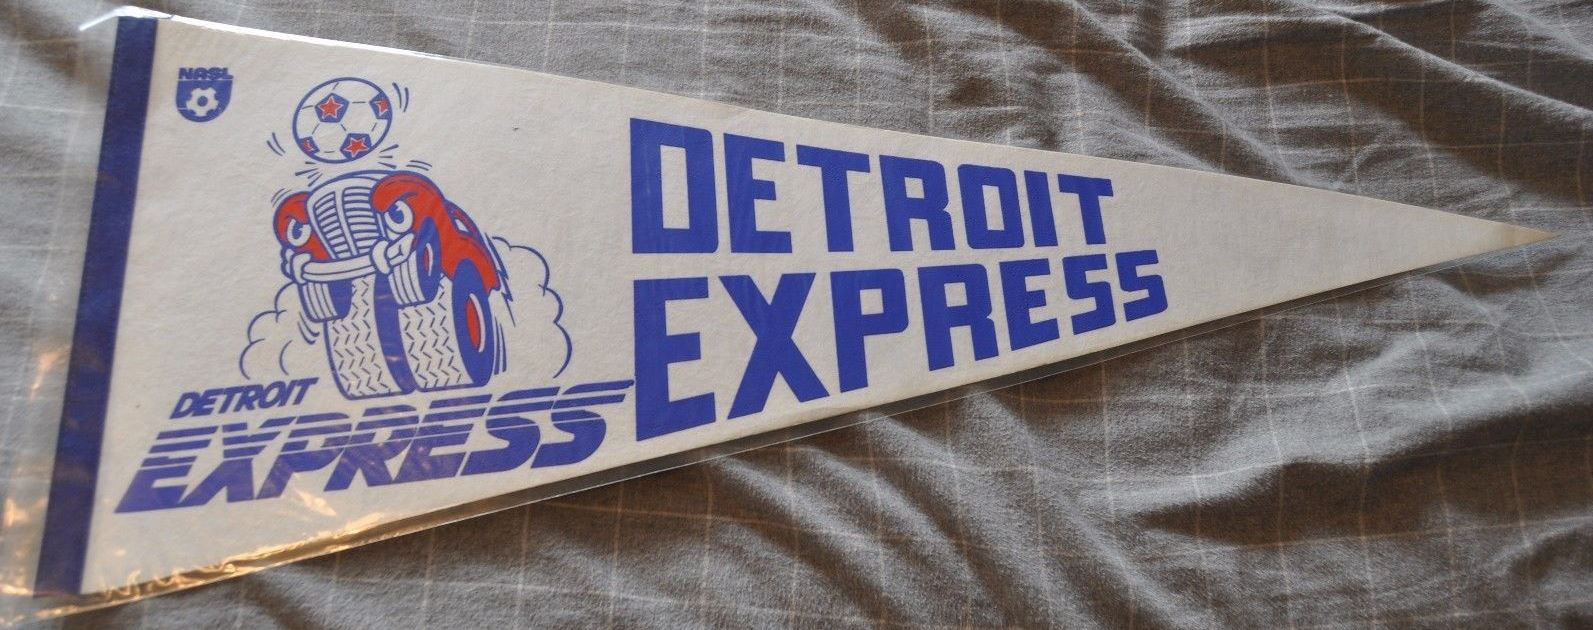 NASL
DETROIT
EXPRESS
DETROIT
EXPRESS